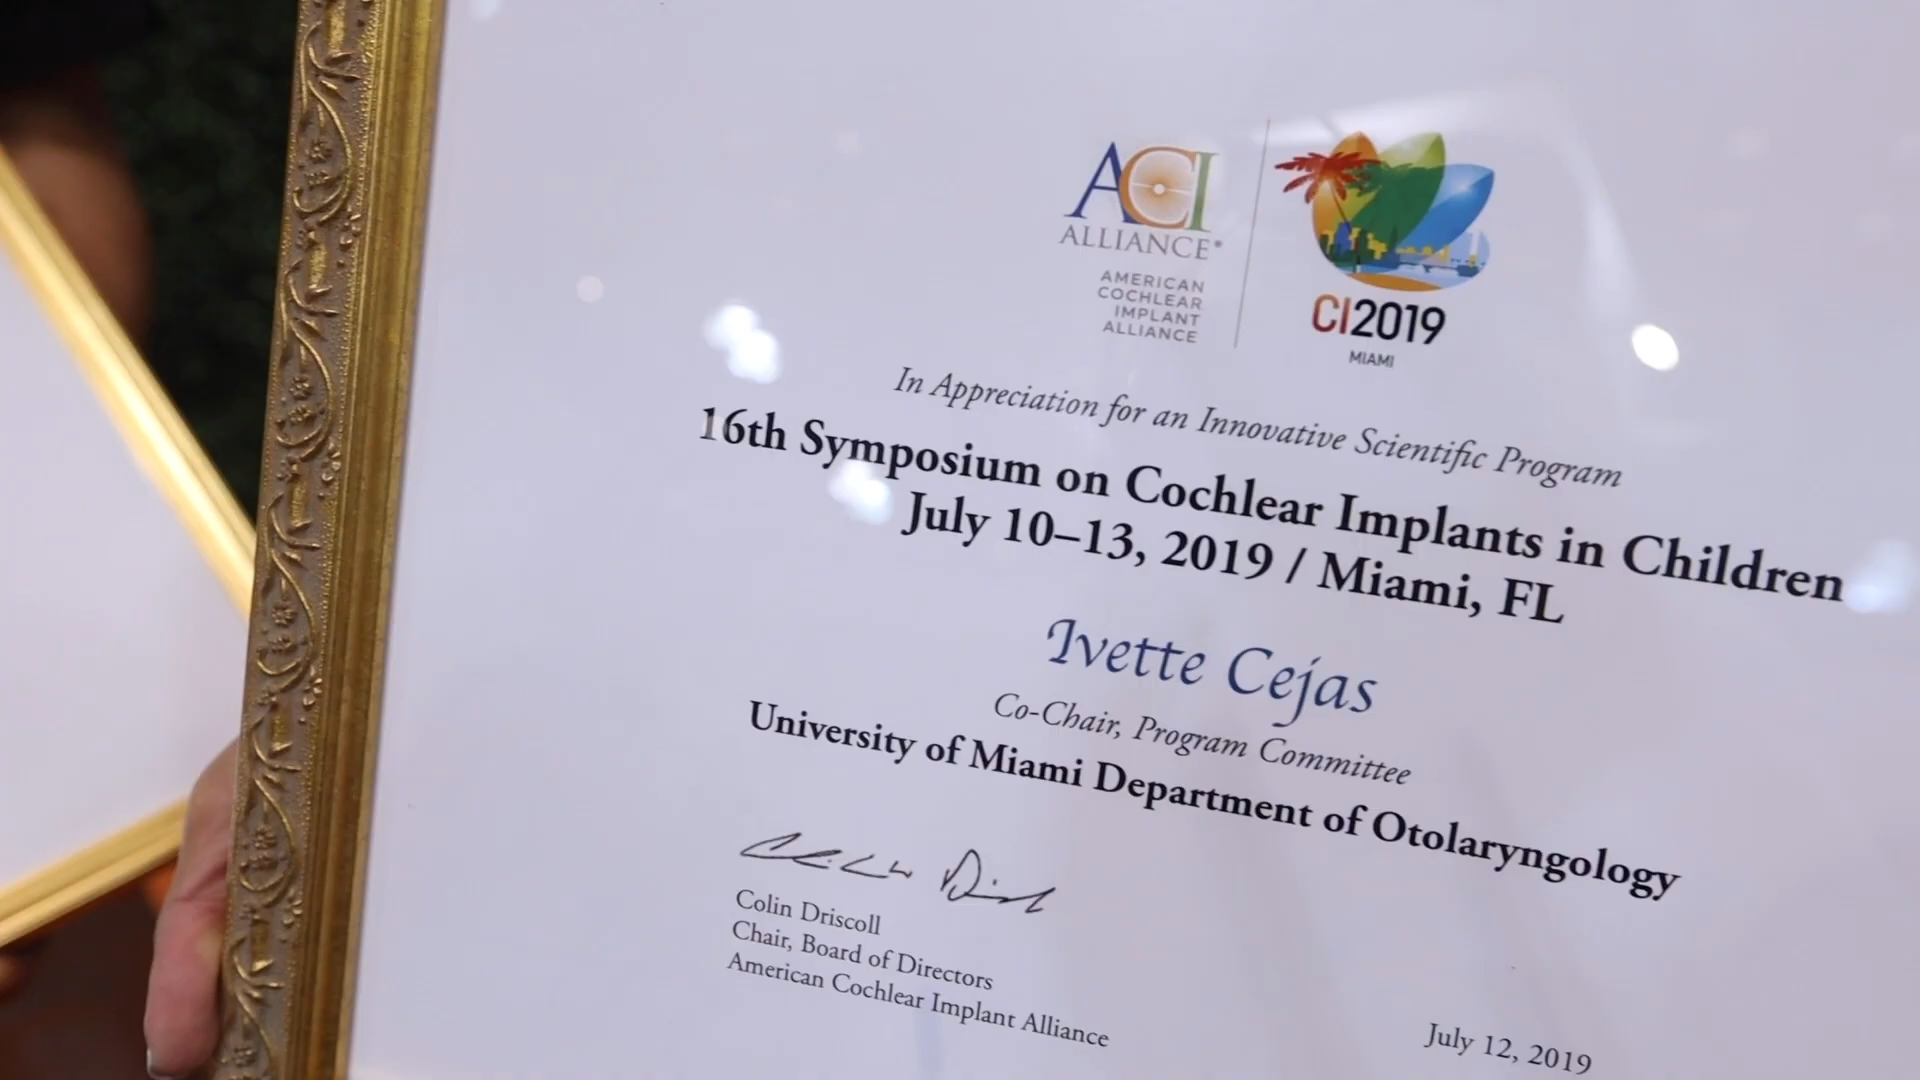 ACI
ALLIANCE®
AMERICAN
COCHLEAR
IMPLANT
ALLIANCE
CI2019
MIAMI
In Appreciation for an Innovative Scientific Program
16th Symposium on Cochlear Implants in Children
July 10–13, 2019 / Miami, FL
Ivette Cejas
Co-Chair, Program Committee
University of Miami Department of Otolaryngology
Colin Driscoll
Chair, Board of Directors
American Cochlear Implant Alliance
July 12, 2019